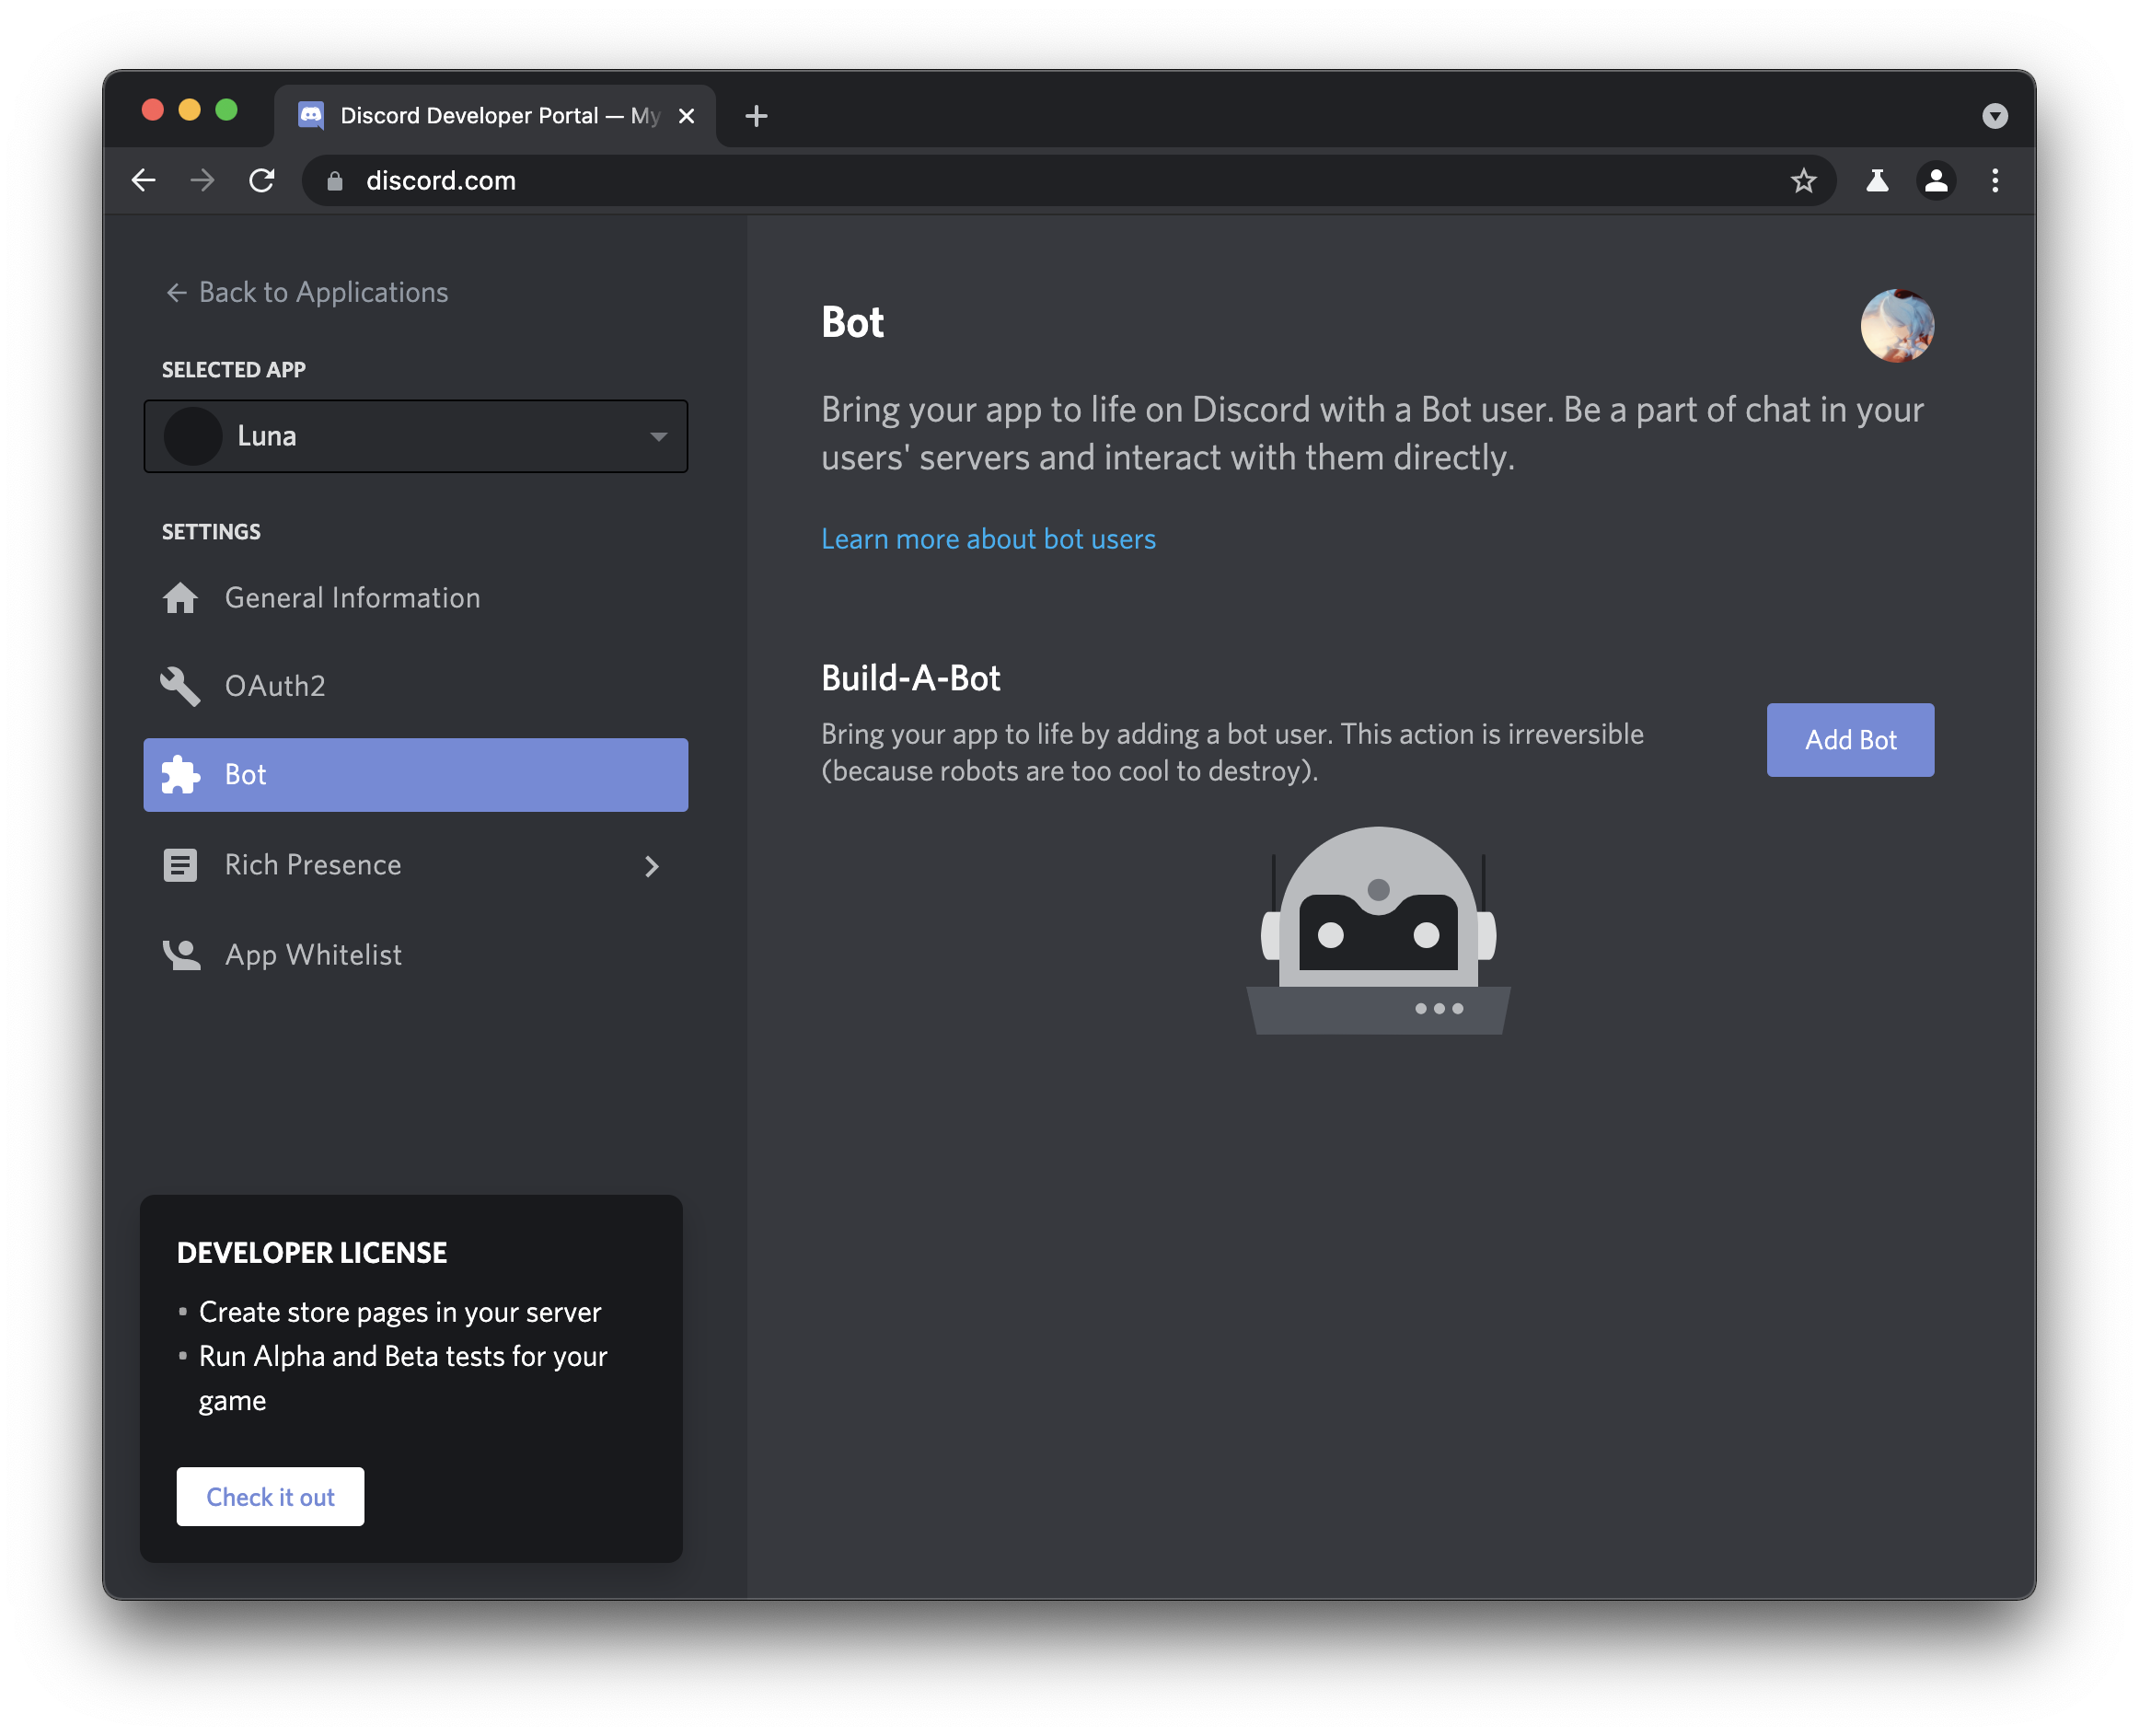 Discord Developer Portal — My
discord.com
Back to Applications
SELECTED APP
Luna
SETTINGS
General Information
OAuth2
Bot
Rich Presence
App Whitelist
DEVELOPER LICENSE
Create store pages in your server
Run Alpha and Beta tests for your
game
Check it out
Bot
Bring your app to life on Discord with a Bot user. Be a part of chat in your
users' servers and interact with them directly.
Learn more about bot users
Build-A-Bot
Bring your app to life by adding a bot user. This action is irreversible
(because robots are too cool to destroy).
Add Bot